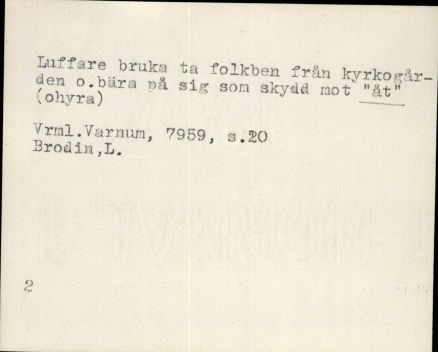 Luffare bruka ta folkben från kyrkogår-
den o.bära på sig som skydd mot "åt"
(ohyra)
Vrml.Varnum, 7959, s.20
Brodin,L.
2